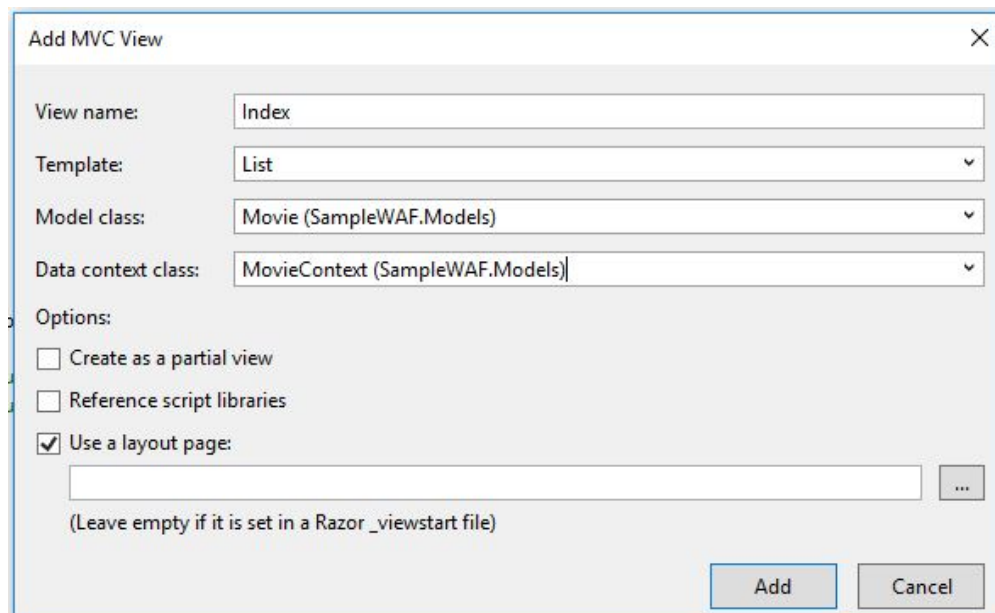 Add MVC View
View name: Index
Template: List
Model class: Movie (SampleWAF.Models)
Data context class: MovieContext (SampleWAF.Models)
Options:
Create as a partial view
Reference script libraries
Use a layout page:
...
(Leave empty if it is set in a Razor _viewstart file)
Add Cancel